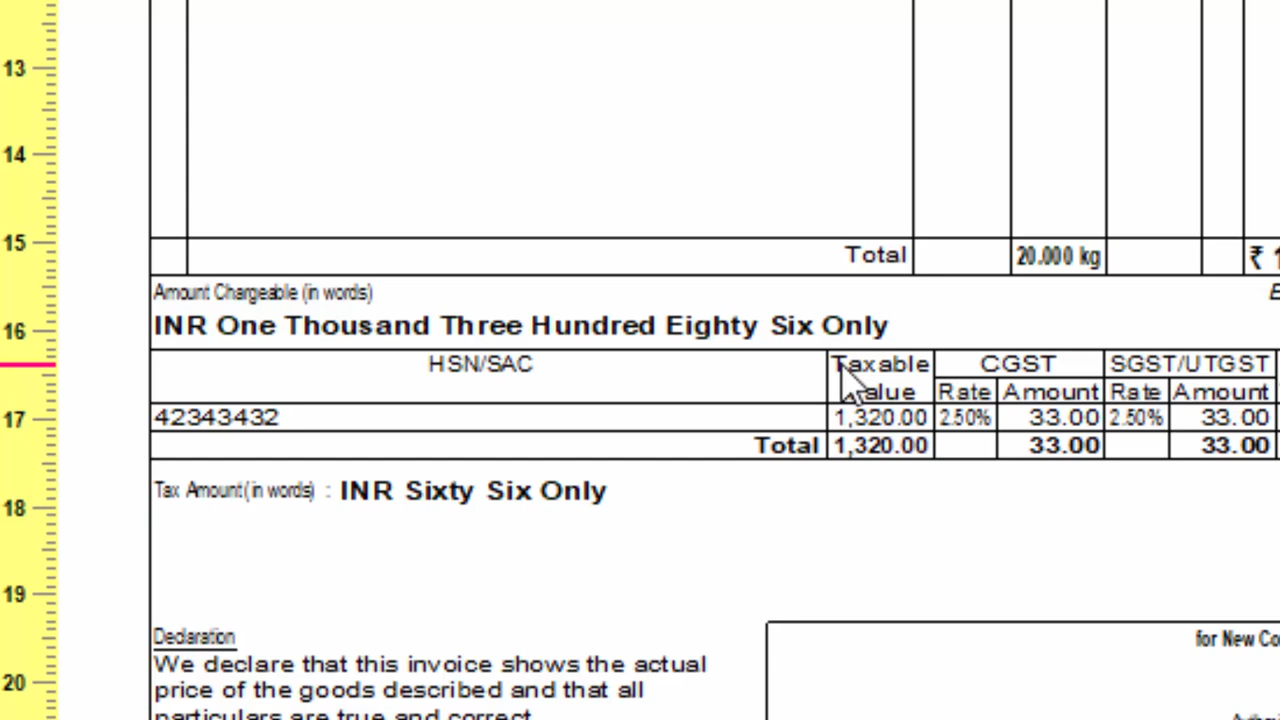 13
14
15
Total 20.000 kg ₹ 1
Amount Chargeable (in words)
16
INR One Thousand Three Hundred Eighty Six Only
HSN/SAC Taxable Value CGST SGST/UTGST
Rate Amount Rate Amount
17
42343432 1,320.00 2.50% 33.00 2.50% 33.00
Total 1,320.00 33.00 33.00
Tax Amount (in words) : INR Sixty Six Only
18
19
Declaration
for New Co
We declare that this invoice shows the actual
20
price of the goods described and that all
particulars are true and correct